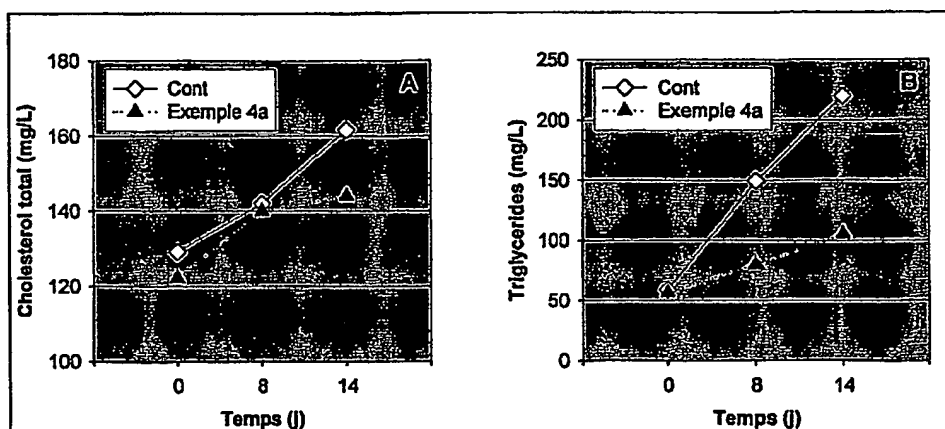 A
Cont
Exemple 4a
Cholesterol total (mg/L)
180
160
140
120
100
0 8 14
Temps (j)
B
Cont
Exemple 4a
Triglycerides (mg/L)
250
200
150
100
50
0
0 8 14
Temps (j)